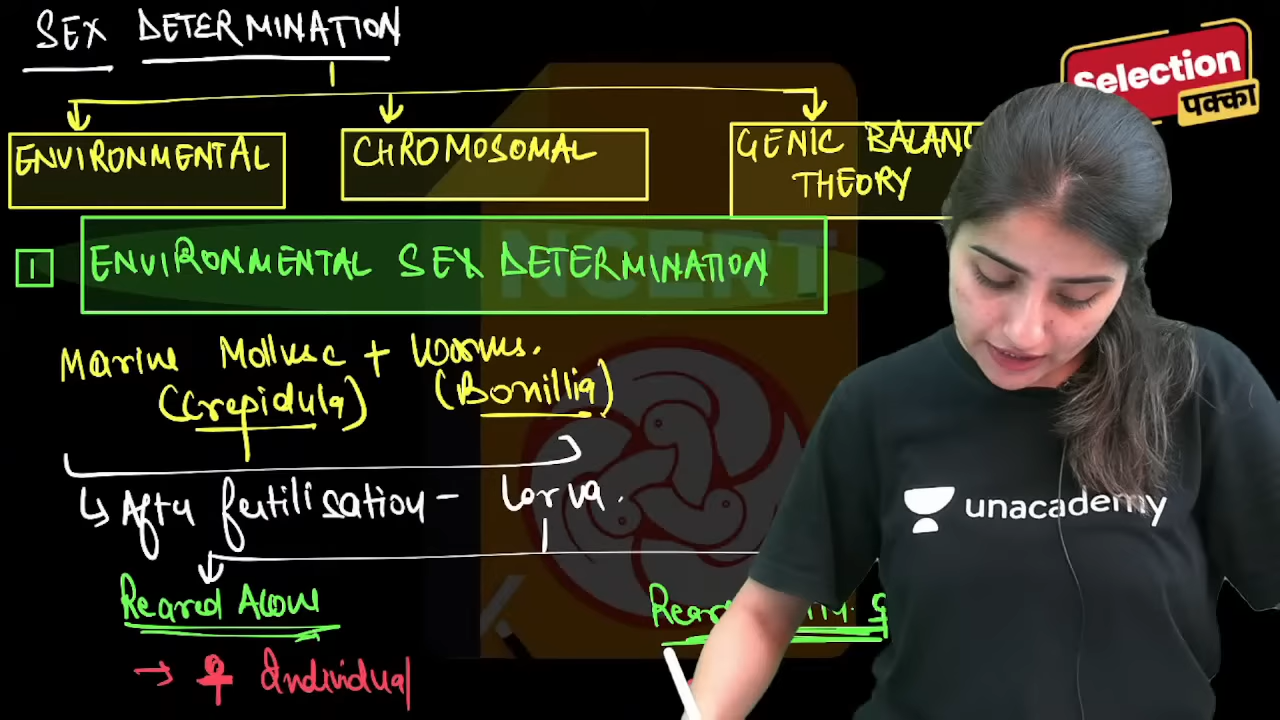 SEX DETERMINATION
Selection
पक्का
ENVIRONMENTAL
CHROMOSOMAL
GENIC BALANC
THEORY
1 ENVIRONMENTAL SEX DETERMINATION
NCERT
Marine Mollusc + Worms.
(Crepidula) (Bonillia)
↳ After fertilisation - larva.
unacademy
Reared Alone
→ ♀ Individual